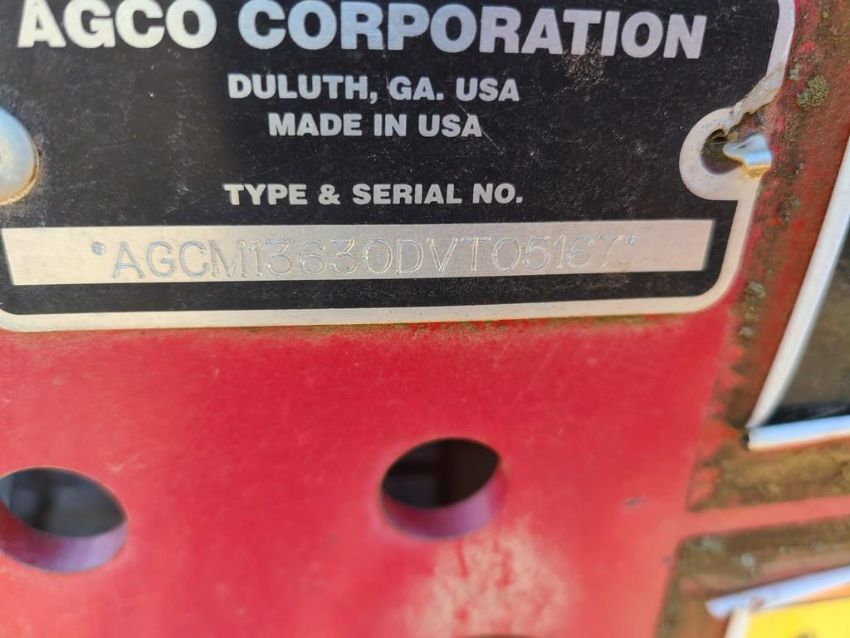 AGCO CORPORATION
DULUTH, GA. USA
MADE IN USA
TYPE & SERIAL NO.
*AGCM13630DVT05167*